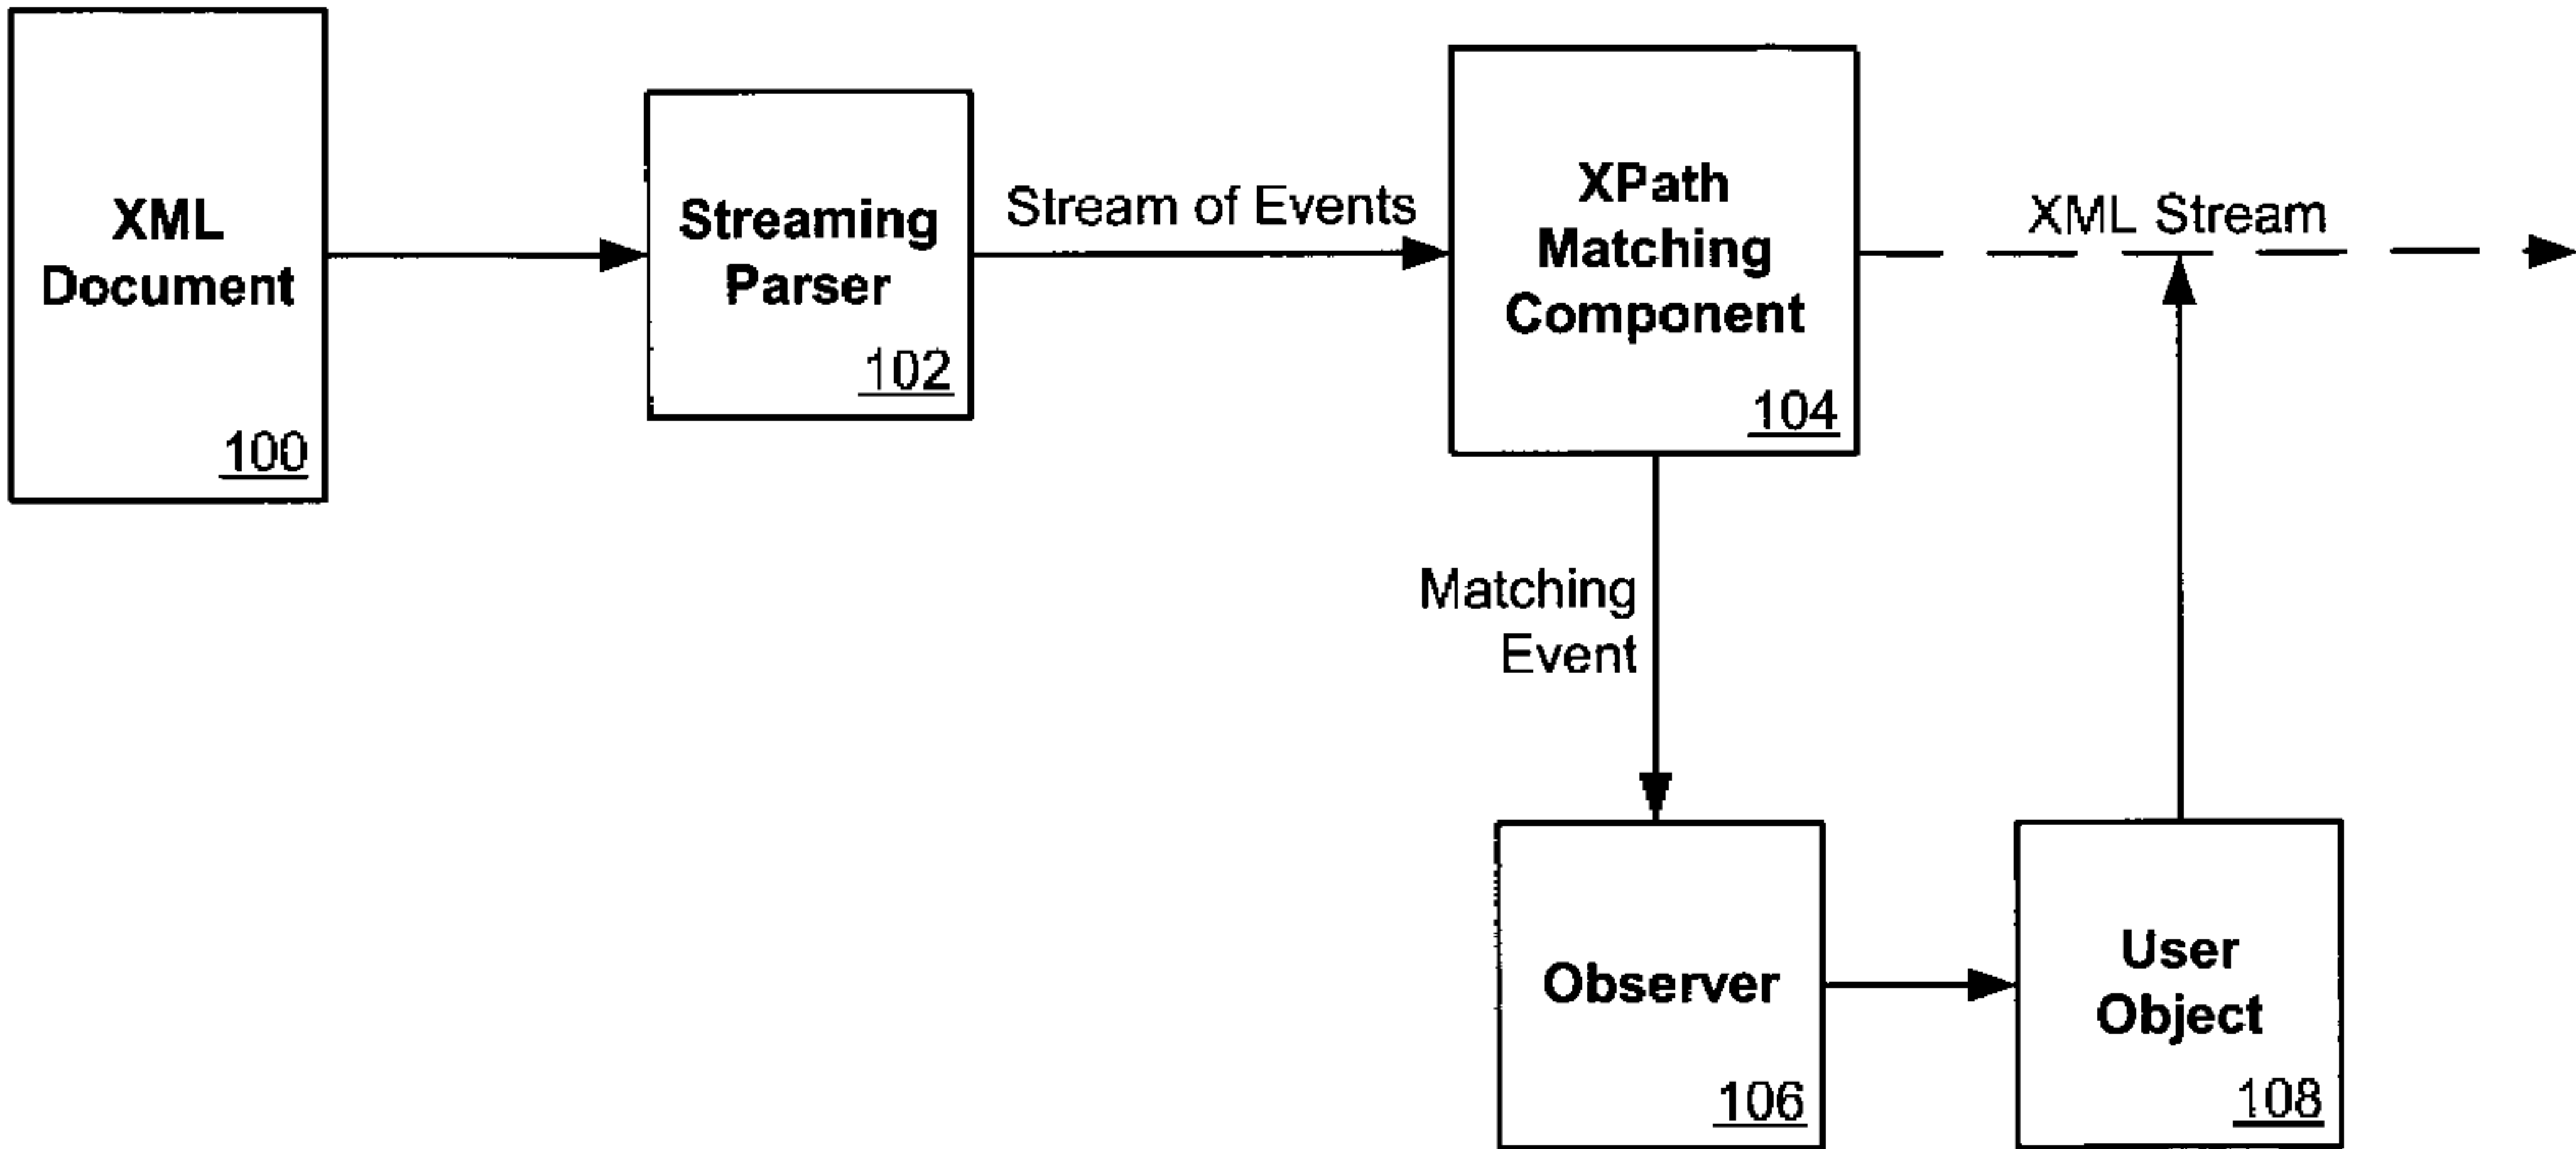 XML
Document
100
Streaming
Parser
102
Stream of Events
XPath
Matching
Component
104
XML Stream
Matching
Event
Observer
106
User
Object
108